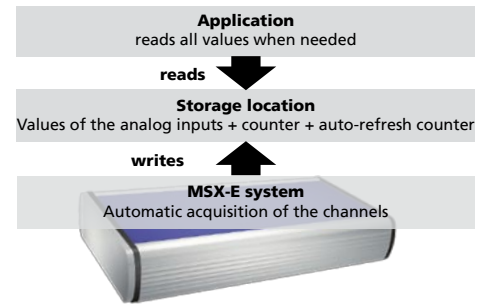 Application
reads all values when needed
reads
Storage location
Values of the analog inputs + counter + auto-refresh counter
writes
MSX-E system
Automatic acquisition of the channels